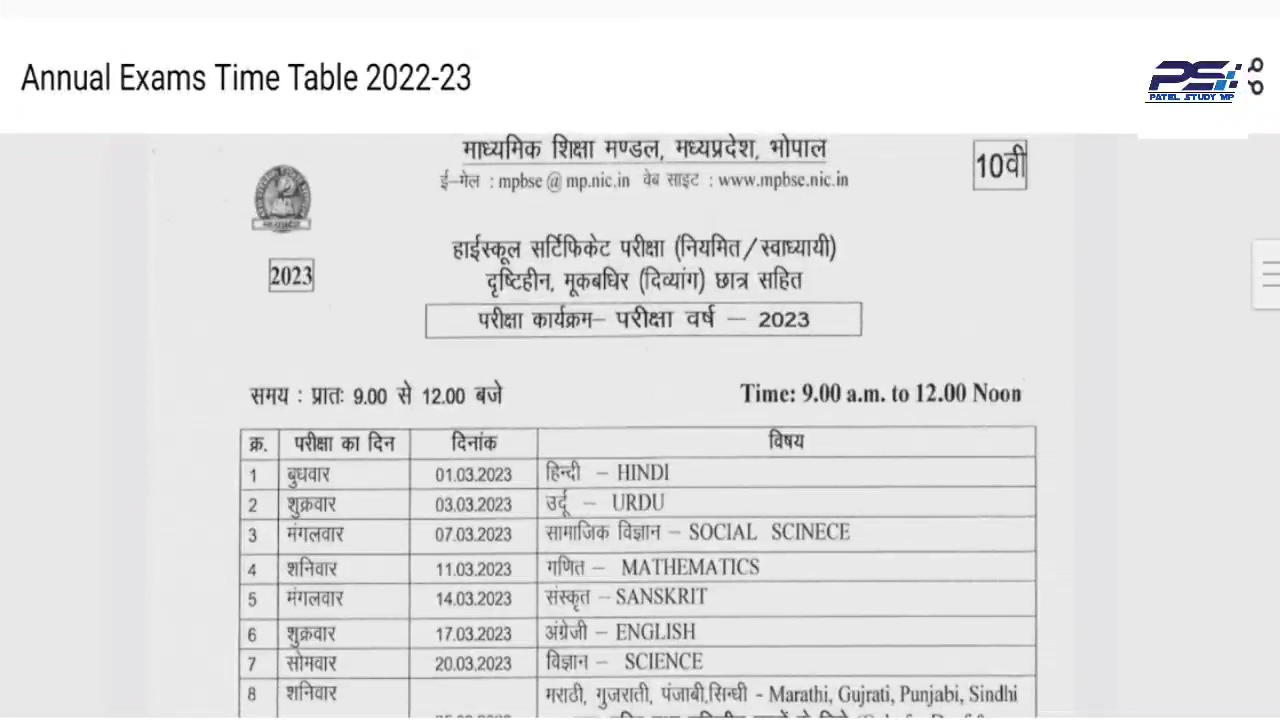 Annual Exams Time Table 2022-23
PS
PATEL STUDY MP
माध्यमिक शिक्षा मण्डल, मध्यप्रदेश, भोपाल
10वी
ई-मेल : mpbse @ mp.nic.in वेब साइट : www.mpbse.nic.in
मध्यप्रदेश
हाईस्कूल सर्टिफिकेट परीक्षा (नियमित/स्वाध्यायी)
2023
दृष्टिहीन, मूकबधिर (दिव्यांग) छात्र सहित
परीक्षा कार्यक्रम– परीक्षा वर्ष – 2023
समय : प्रातः 9.00 से 12.00 बजे Time: 9.00 a.m. to 12.00 Noon
क्र. परीक्षा का दिन दिनांक विषय
1 बुधवार 01.03.2023 हिन्दी – HINDI
2 शुक्रवार 03.03.2023 उर्दू – URDU
3 मंगलवार 07.03.2023 सामाजिक विज्ञान – SOCIAL SCINECE
4 शनिवार 11.03.2023 गणित – MATHEMATICS
5 मंगलवार 14.03.2023 संस्कृत – SANSKRIT
6 शुक्रवार 17.03.2023 अंग्रेजी – ENGLISH
7 सोमवार 20.03.2023 विज्ञान – SCIENCE
8 शनिवार मराठी, गुजराती, पंजाबी,सिन्धी - Marathi, Gujrati, Punjabi, Sindhi